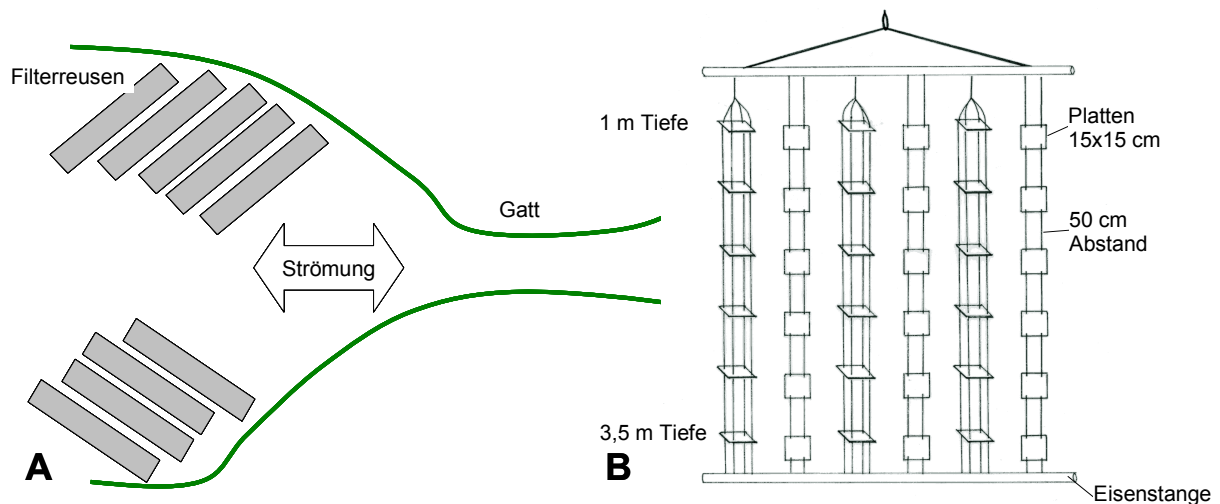 Filterreusen
Gatt
Strömung
A
1 m Tiefe
Platten
15x15 cm
50 cm
Abstand
3,5 m Tiefe
B
Eisenstange